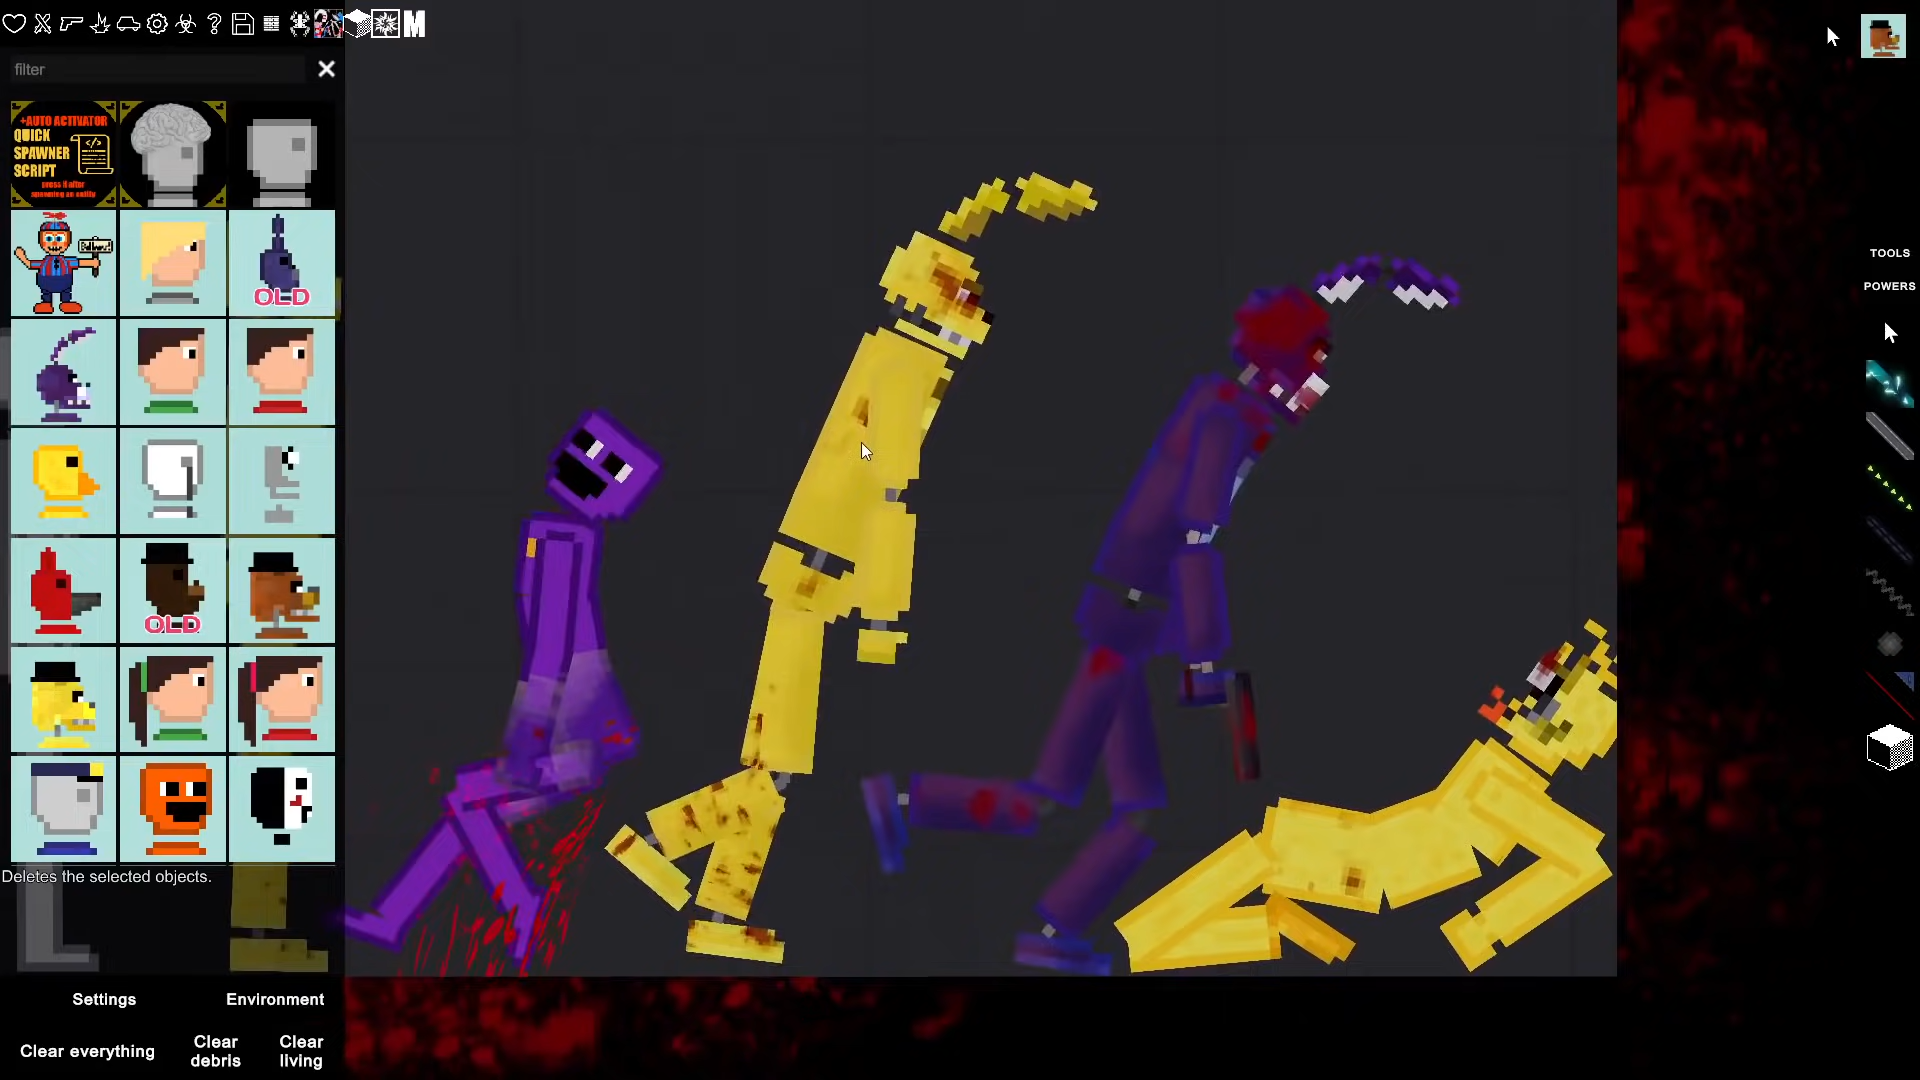 M
filter
+AUTO ACTIVATOR
QUICK
SPAWNER
SCRIPT
OLD
OLD
Deletes the selected objects.
Settings
Environment
Clear everything
Clear debris
Clear living
TOOLS
POWERS